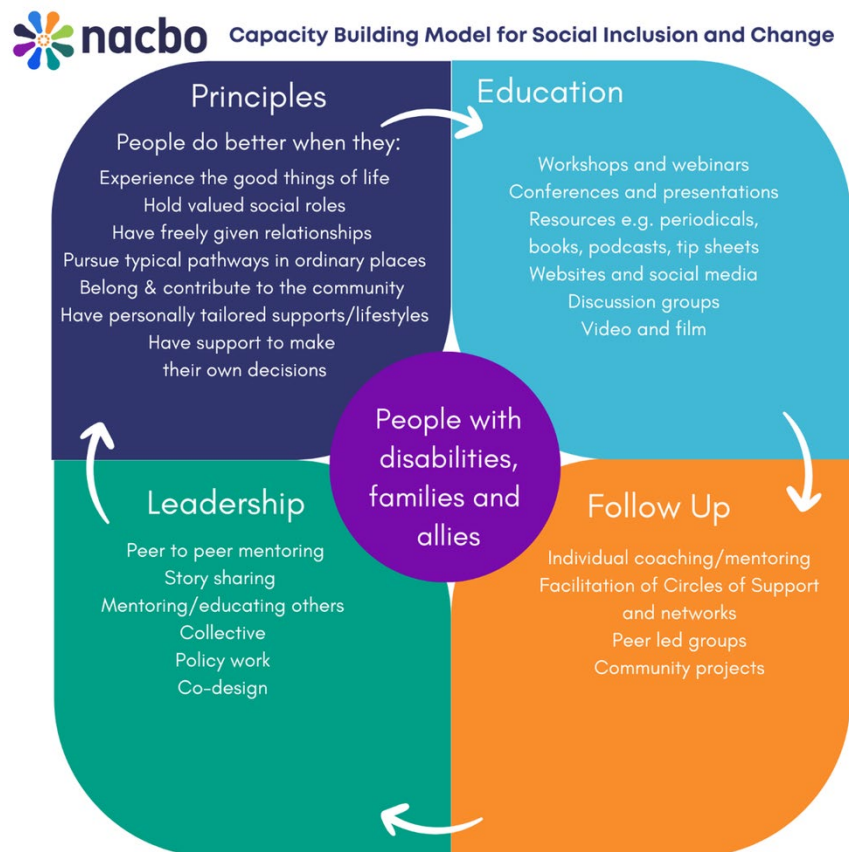 nacbo Capacity Building Model for Social Inclusion and Change
Principles
People do better when they:
Experience the good things of life
Hold valued social roles
Have freely given relationships
Pursue typical pathways in ordinary places
Belong & contribute to the community
Have personally tailored supports/lifestyles
Have support to make
their own decisions
Education
Workshops and webinars
Conferences and presentations
Resources e.g. periodicals,
books, podcasts, tip sheets
Websites and social media
Discussion groups
Video and film
People with
disabilities,
families and
allies
Leadership
Peer to peer mentoring
Story sharing
Mentoring/educating others
Collective
Policy work
Co-design
Follow Up
Individual coaching/mentoring
Facilitation of Circles of Support
and networks
Peer led groups
Community projects